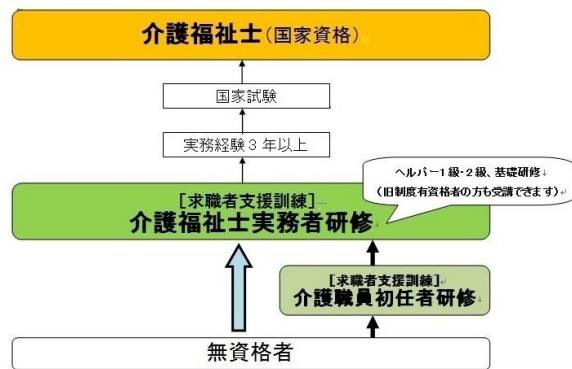 介護福祉士(国家資格)
国家試験
実務経験3年以上
ヘルパー1級・2級、基礎研修
(旧制度有資格者の方も受講できます)
[求職者支援訓練]
介護福祉士実務者研修
[求職者支援訓練]
介護職員初任者研修
無資格者